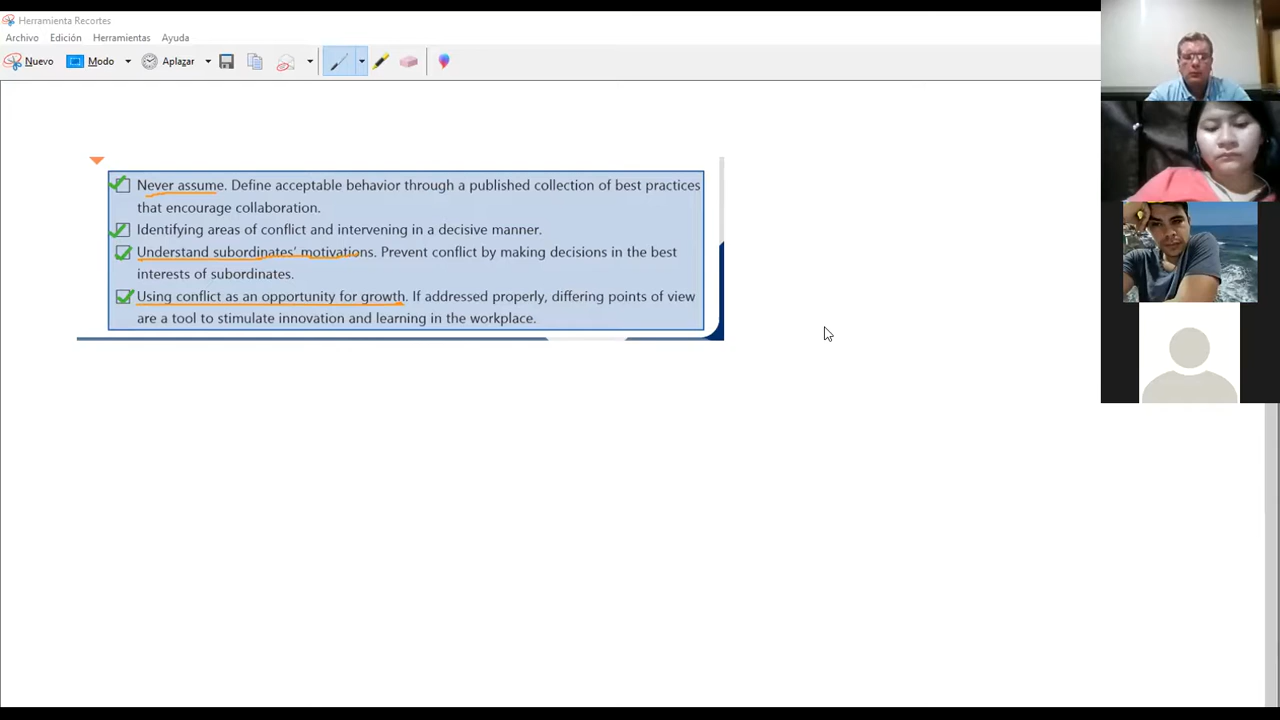 Herramienta Recortes
Archivo Edición Herramientas Ayuda
Nuevo Modo Aplazar
Never assume. Define acceptable behavior through a published collection of best practices
that encourage collaboration.
Identifying areas of conflict and intervening in a decisive manner.
Understand subordinates' motivations. Prevent conflict by making decisions in the best
interests of subordinates.
Using conflict as an opportunity for growth. If addressed properly, differing points of view
are a tool to stimulate innovation and learning in the workplace.